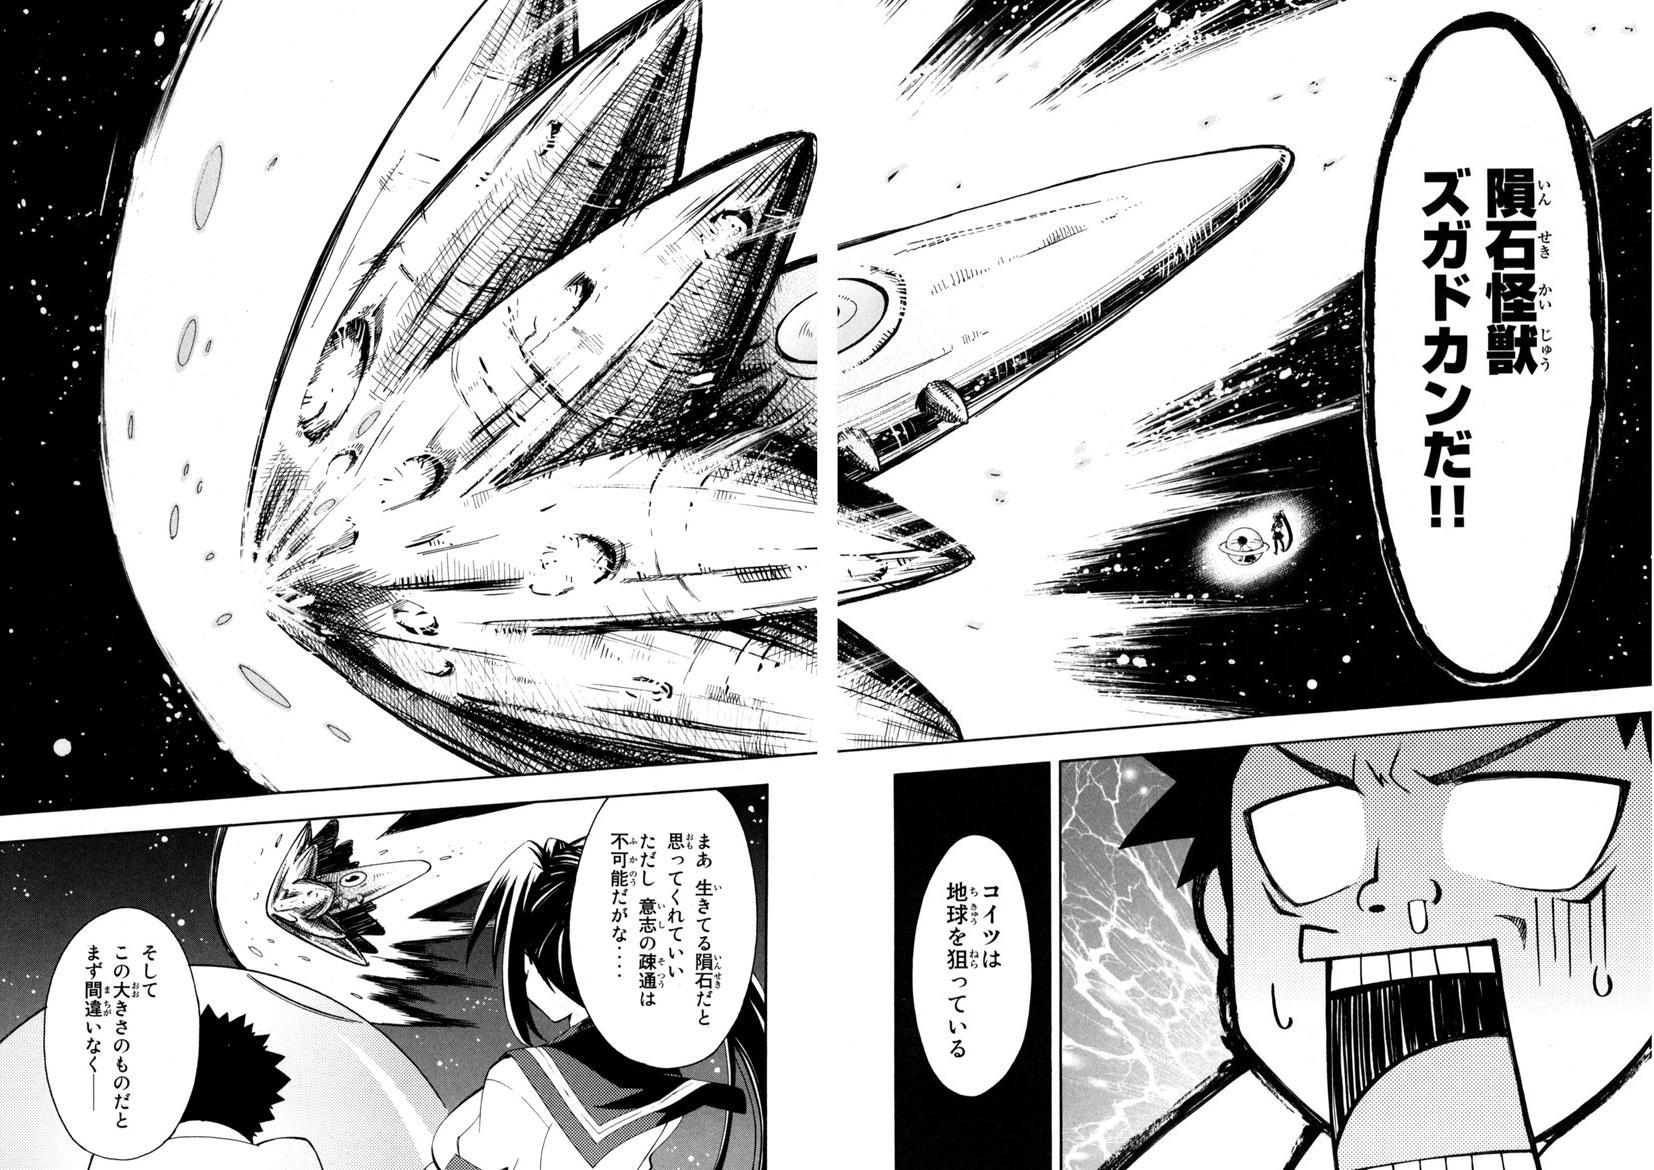 隕石怪獣
ズガドカンだ!!
コイツは
地球を狙っている
まあ 生きてる隕石だと
思ってくれていい
ただし 意志の疎通は
不可能だがな‥‥
そして
この大きさのものだと
まず間違いなく――